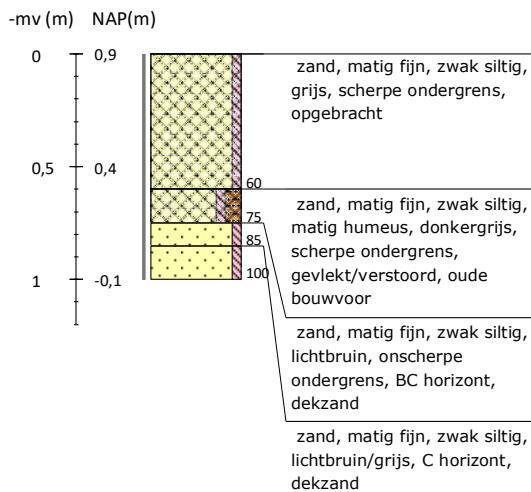 -mv (m) NAP(m)
0 0,9
0,5 0,4
1 -0,1
60
75
85
100
zand, matig fijn, zwak siltig,
grijs, scherpe ondergrens,
opgebracht
zand, matig fijn, zwak siltig,
matig humeus, donkergrijs,
scherpe ondergrens,
gevlekt/verstoord, oude
bouwvoor
zand, matig fijn, zwak siltig,
lichtbruin, onscherpe
ondergrens, BC horizont,
dekzand
zand, matig fijn, zwak siltig,
lichtbruin/grijs, C horizont,
dekzand